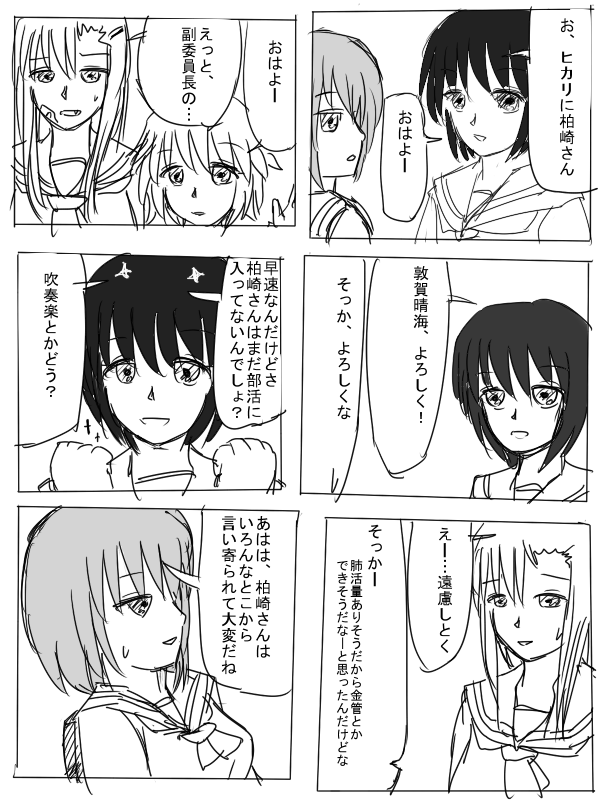 お、ヒカリに柏崎さん
おはよー
おはよー
えっと、
副委員長の…
敦賀晴海、よろしく!
そっか、よろしくな
早速なんだけどさ
柏崎さんはまだ部活に
入ってないんでしょ?
吹奏楽とかどう?
えー…遠慮しとく
そっかー
肺活量ありそうだから金管とか
できそうだなーと思ったんだけどな
あはは、柏崎さんは
いろんなとこから
言い寄られて大変だね